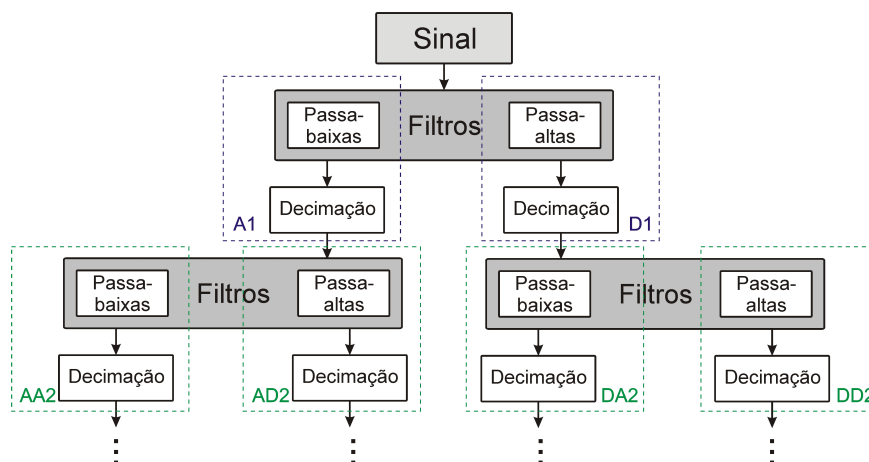 Sinal
Passa-
baixas
Filtros
Passa-
altas
Decimação
Decimação
A1
D1
Passa-
baixas
Filtros
Passa-
altas
Passa-
baixas
Filtros
Passa-
altas
Decimação
Decimação
Decimação
Decimação
AA2
AD2
DA2
DD2